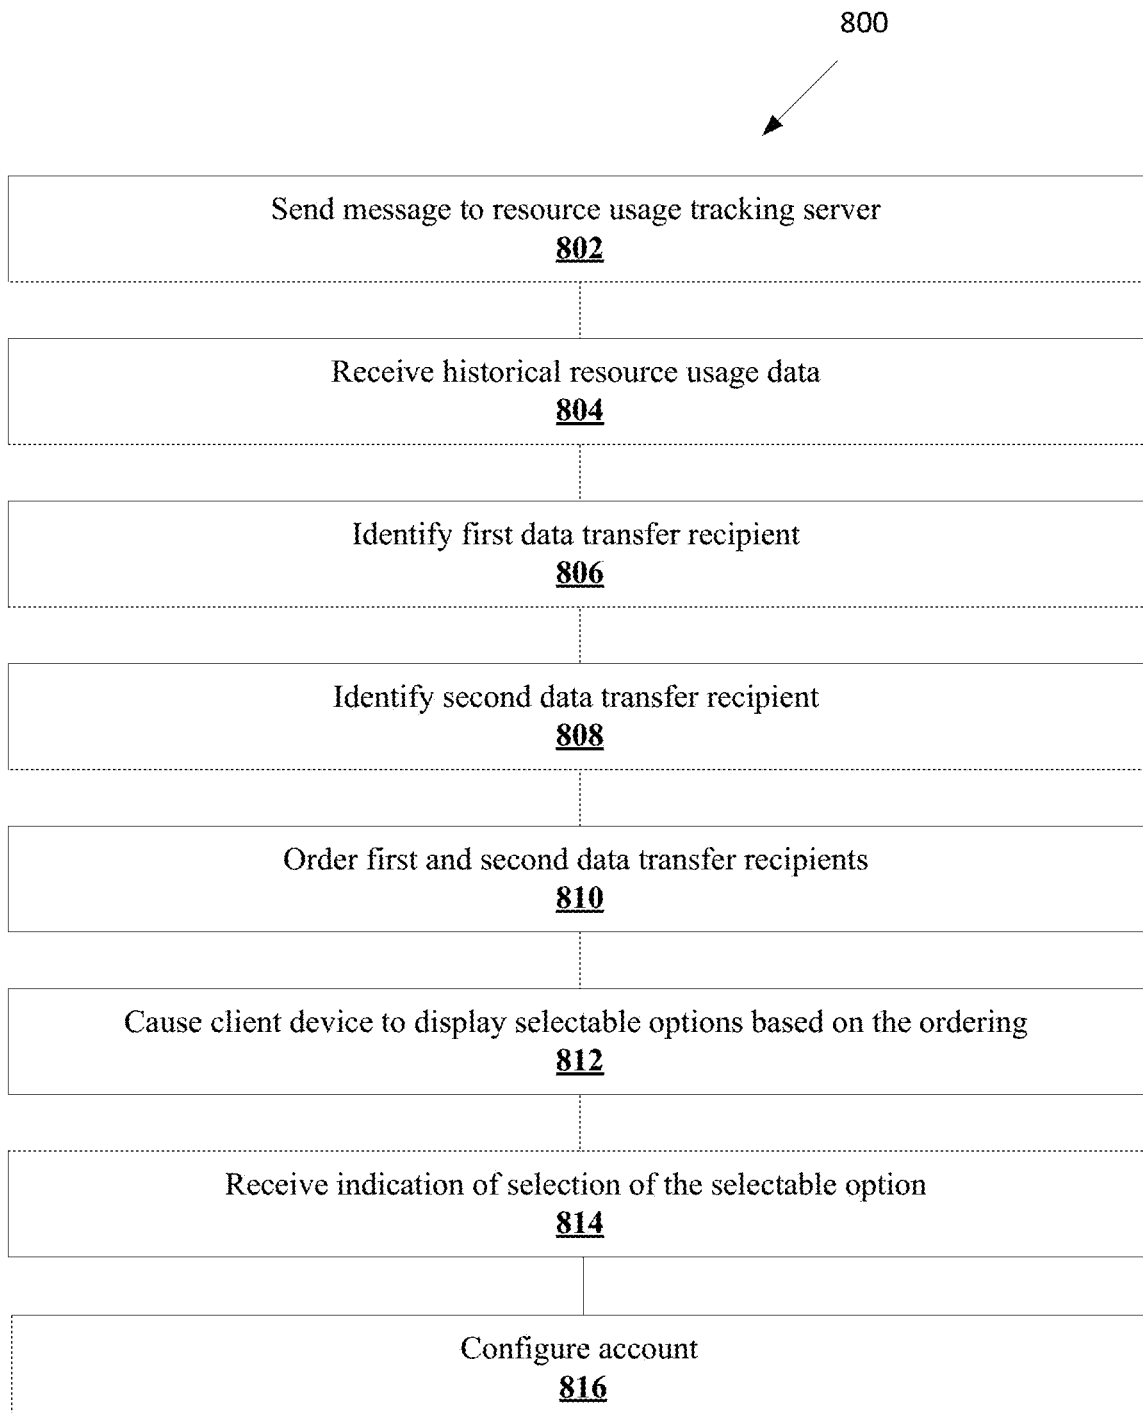 800
Send message to resource usage tracking server
802
Receive historical resource usage data
804
Identify first data transfer recipient
806
Identify second data transfer recipient
808
Order first and second data transfer recipients
810
Cause client device to display selectable options based on the ordering
812
Receive indication of selection of the selectable option
814
Configure account
816